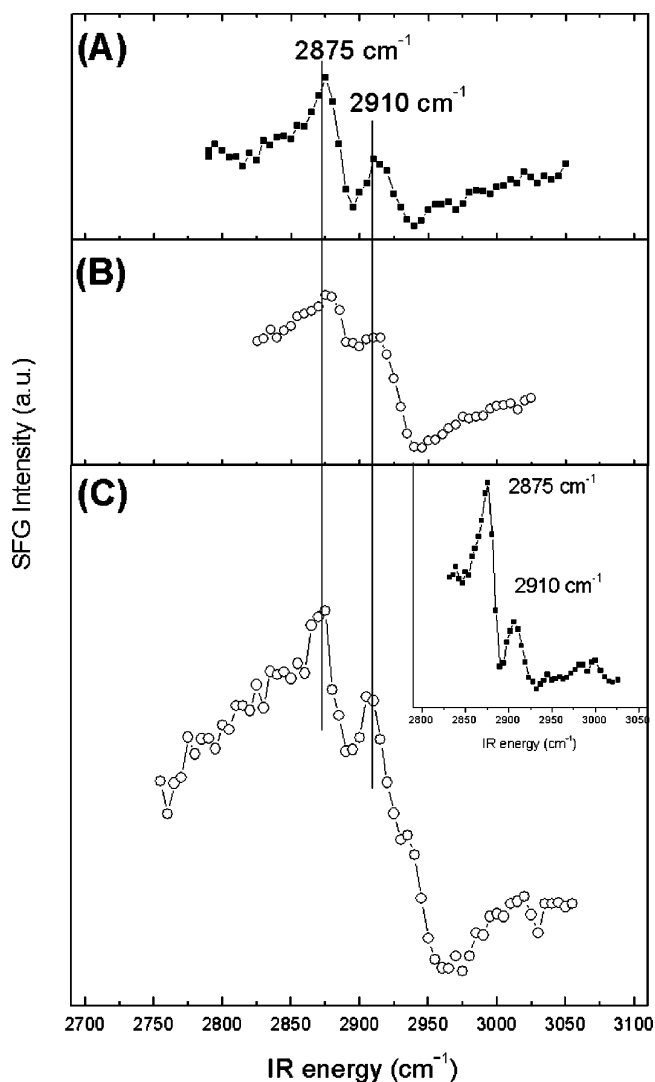 (A)
2875 cm⁻¹
2910 cm⁻¹
(B)
(C)
2875 cm⁻¹
2910 cm⁻¹
2800 2850 2900 2950 3000 3050
IR energy (cm⁻¹)
SFG Intensity (a.u.)
2700 2750 2800 2850 2900 2950 3000 3050 3100
IR energy (cm⁻¹)